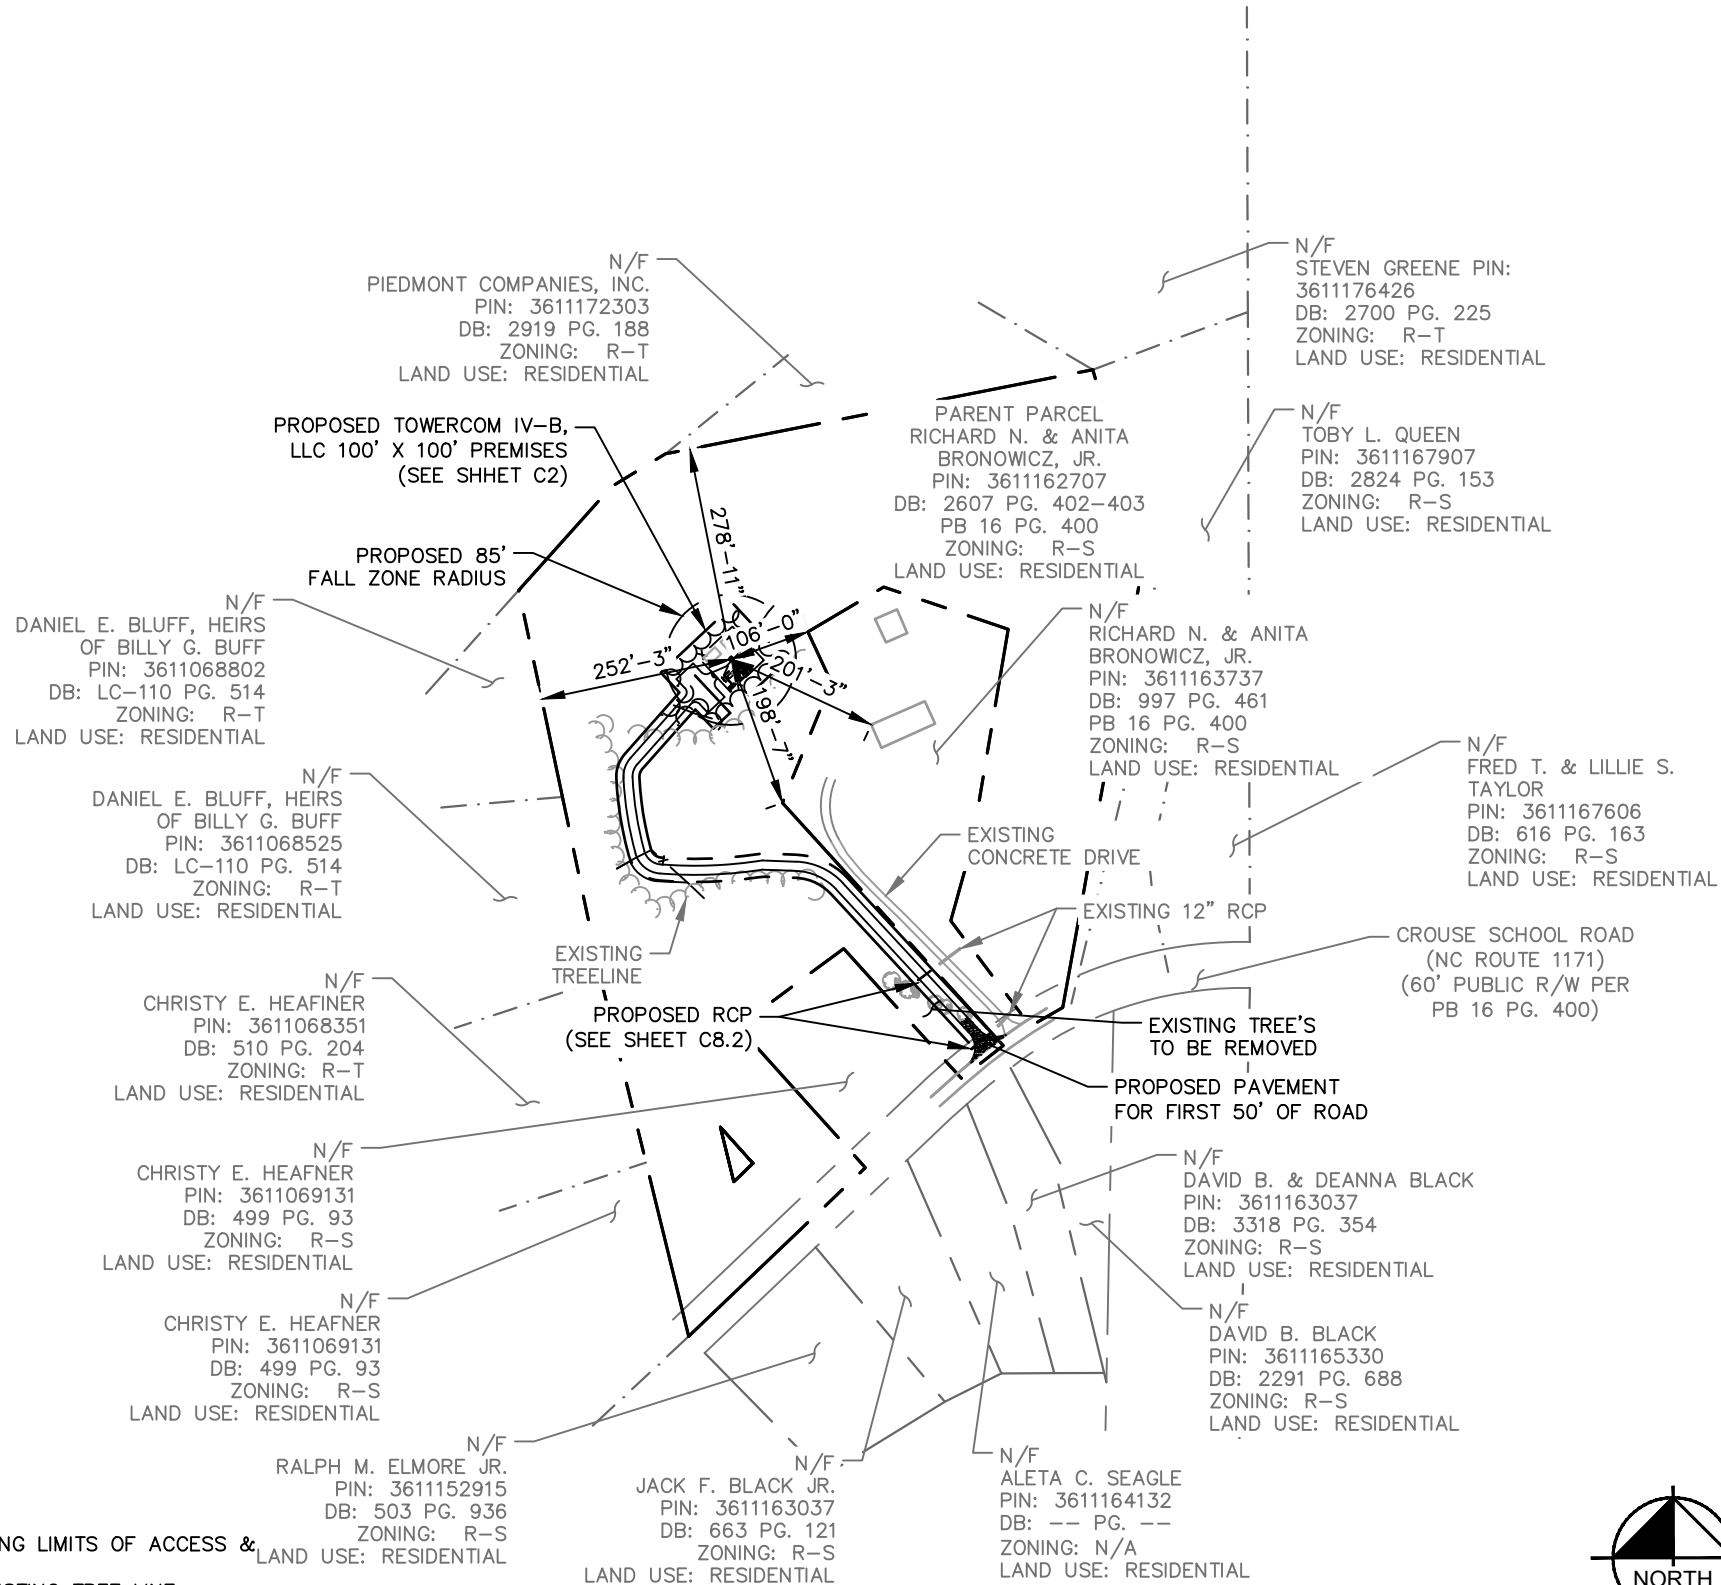 N/F
PIEDMONT COMPANIES, INC.
PIN: 3611172303
DB: 2919 PG. 188
ZONING: R-T
LAND USE: RESIDENTIAL
N/F
STEVEN GREENE PIN:
3611176426
DB: 2700 PG. 225
ZONING: R-T
LAND USE: RESIDENTIAL
PROPOSED TOWERCOM IV-B,
LLC 100' X 100' PREMISES
(SEE SHHET C2)
PARENT PARCEL
RICHARD N. & ANITA
BRONOWICZ, JR.
PIN: 3611162707
DB: 2607 PG. 402-403
PB 16 PG. 400
ZONING: R-S
LAND USE: RESIDENTIAL
N/F
TOBY L. QUEEN
PIN: 3611167907
DB: 2824 PG. 153
ZONING: R-S
LAND USE: RESIDENTIAL
PROPOSED 85'
FALL ZONE RADIUS
278'-11"
106'-0"
252'-3"
201'-3"
198'-7"
N/F
DANIEL E. BLUFF, HEIRS
OF BILLY G. BUFF
PIN: 3611068802
DB: LC-110 PG. 514
ZONING: R-T
LAND USE: RESIDENTIAL
N/F
RICHARD N. & ANITA
BRONOWICZ, JR.
PIN: 3611163737
DB: 997 PG. 461
PB 16 PG. 400
ZONING: R-S
LAND USE: RESIDENTIAL
N/F
DANIEL E. BLUFF, HEIRS
OF BILLY G. BUFF
PIN: 3611068525
DB: LC-110 PG. 514
ZONING: R-T
LAND USE: RESIDENTIAL
N/F
FRED T. & LILLIE S.
TAYLOR
PIN: 3611167606
DB: 616 PG. 163
ZONING: R-S
LAND USE: RESIDENTIAL
EXISTING
CONCRETE DRIVE
EXISTING 12" RCP
EXISTING
TREELINE
CROUSE SCHOOL ROAD
(NC ROUTE 1171)
(60' PUBLIC R/W PER
PB 16 PG. 400)
N/F
CHRISTY E. HEAFINER
PIN: 3611068351
DB: 510 PG. 204
ZONING: R-T
LAND USE: RESIDENTIAL
PROPOSED RCP
(SEE SHEET C8.2)
EXISTING TREE'S
TO BE REMOVED
PROPOSED PAVEMENT
FOR FIRST 50' OF ROAD
N/F
CHRISTY E. HEAFNER
PIN: 3611069131
DB: 499 PG. 93
ZONING: R-S
LAND USE: RESIDENTIAL
N/F
DAVID B. & DEANNA BLACK
PIN: 3611163037
DB: 3318 PG. 354
ZONING: R-S
LAND USE: RESIDENTIAL
N/F
CHRISTY E. HEAFNER
PIN: 3611069131
DB: 499 PG. 93
ZONING: R-S
LAND USE: RESIDENTIAL
N/F
DAVID B. BLACK
PIN: 3611165330
DB: 2291 PG. 688
ZONING: R-S
LAND USE: RESIDENTIAL
N/F
RALPH M. ELMORE JR.
PIN: 3611152915
DB: 503 PG. 936
ZONING: R-S
LAND USE: RESIDENTIAL
N/F
JACK F. BLACK JR.
PIN: 3611163037
DB: 663 PG. 121
ZONING: R-S
LAND USE: RESIDENTIAL
N/F
ALETA C. SEAGLE
PIN: 3611164132
DB: -- PG. --
ZONING: N/A
LAND USE: RESIDENTIAL
NG LIMITS OF ACCESS &
NORTH